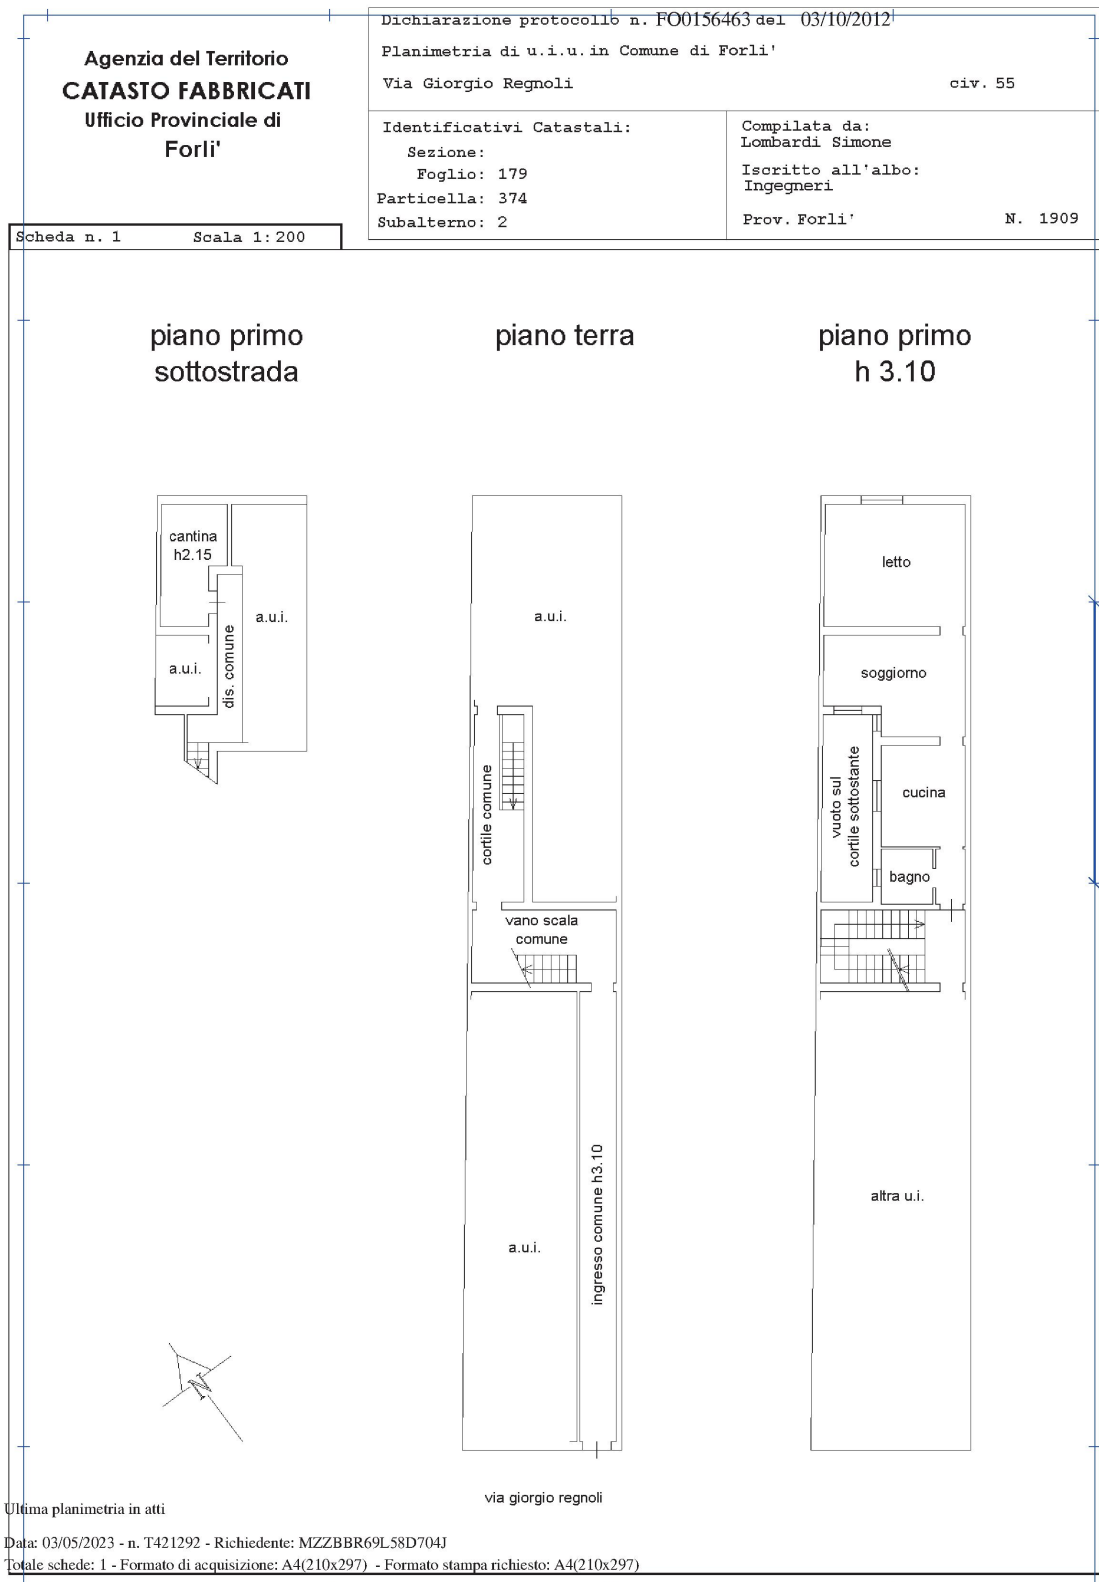 Agenzia del Territorio
CATASTO FABBRICATI
Ufficio Provinciale di
Forli'
Dichiarazione protocollo n. FO0156463 del 03/10/2012
Planimetria di u.i.u. in Comune di Forli'
Via Giorgio Regnoli civ. 55
Identificativi Catastali:
Sezione:
Foglio: 179
Particella: 374
Subalterno: 2
Compilata da:
Lombardi Simone
Iscritto all'albo:
Ingegneri
Prov. Forli' N. 1909
Scheda n. 1 Scala 1:200
piano primo
sottostrada
piano terra
piano primo
h 3.10
cantina
h2.15
a.u.i.
a.u.i.
dis. comune
a.u.i.
cortile comune
vano scala
comune
a.u.i.
ingresso comune h3.10
via giorgio regnoli
letto
soggiorno
vuoto sul
cortile sottostante
cucina
bagno
altra u.i.
N
Ultima planimetria in atti
Data: 03/05/2023 - n. T421292 - Richiedente: MZZBBR69L58D704J
Totale schede: 1 - Formato di acquisizione: A4(210x297) - Formato stampa richiesto: A4(210x297)